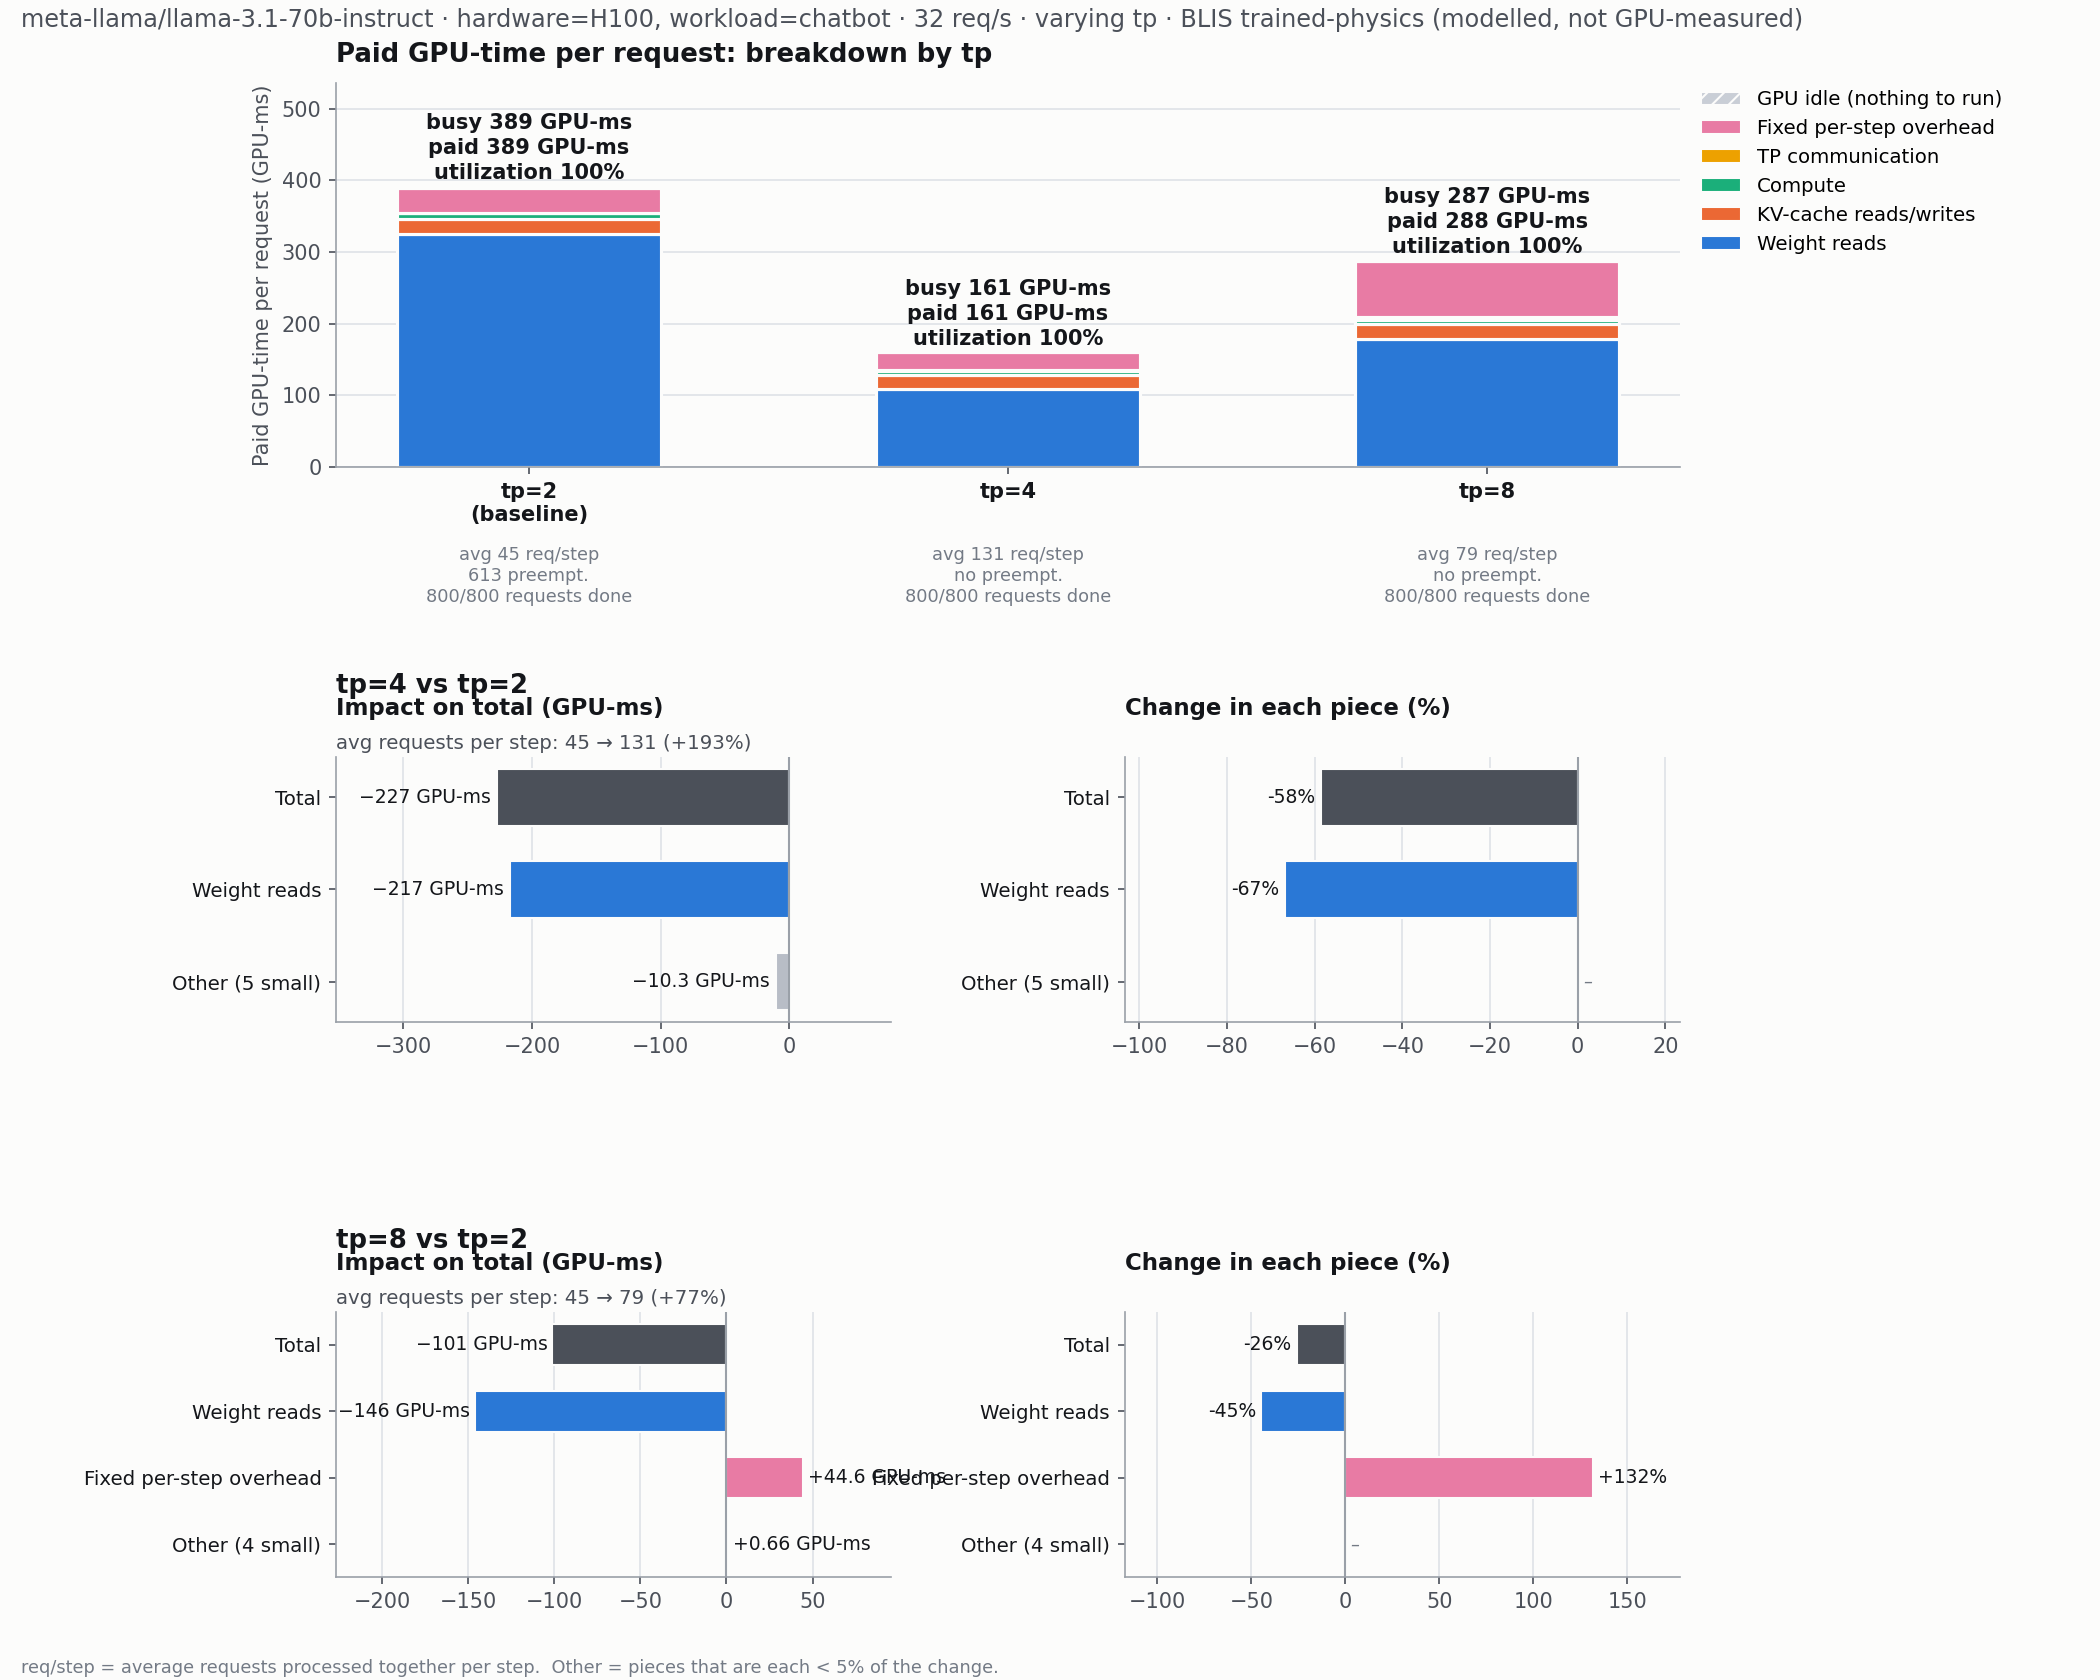 meta-llama/llama-3.1-70b-instruct · hardware=H100, workload=chatbot · 32 req/s · varying tp · BLIS trained-physics (modelled, not GPU-measured)
Paid GPU-time per request: breakdown by tp
Paid GPU-time per request (GPU-ms)
500
400
300
200
100
0
busy 389 GPU-ms
paid 389 GPU-ms
utilization 100%
busy 161 GPU-ms
paid 161 GPU-ms
utilization 100%
busy 287 GPU-ms
paid 288 GPU-ms
utilization 100%
GPU idle (nothing to run)
Fixed per-step overhead
TP communication
Compute
KV-cache reads/writes
Weight reads
tp=2
(baseline)
tp=4
tp=8
avg 45 req/step
613 preempt.
800/800 requests done
avg 131 req/step
no preempt.
800/800 requests done
avg 79 req/step
no preempt.
800/800 requests done
tp=4 vs tp=2
Impact on total (GPU-ms)
avg requests per step: 45 → 131 (+193%)
Total
−227 GPU-ms
Weight reads
−217 GPU-ms
Other (5 small)
−10.3 GPU-ms
−300 −200 −100 0
Change in each piece (%)
Total
-58%
Weight reads
-67%
Other (5 small)
–
−100 −80 −60 −40 −20 0 20
tp=8 vs tp=2
Impact on total (GPU-ms)
avg requests per step: 45 → 79 (+77%)
Total
−101 GPU-ms
Weight reads
−146 GPU-ms
Fixed per-step overhead
+44.6 GPU-ms
Other (4 small)
+0.66 GPU-ms
−200 −150 −100 −50 0 50
Change in each piece (%)
Total
-26%
Weight reads
-45%
Fixed per-step overhead
+132%
Other (4 small)
–
−100 −50 0 50 100 150
req/step = average requests processed together per step.  Other = pieces that are each < 5% of the change.